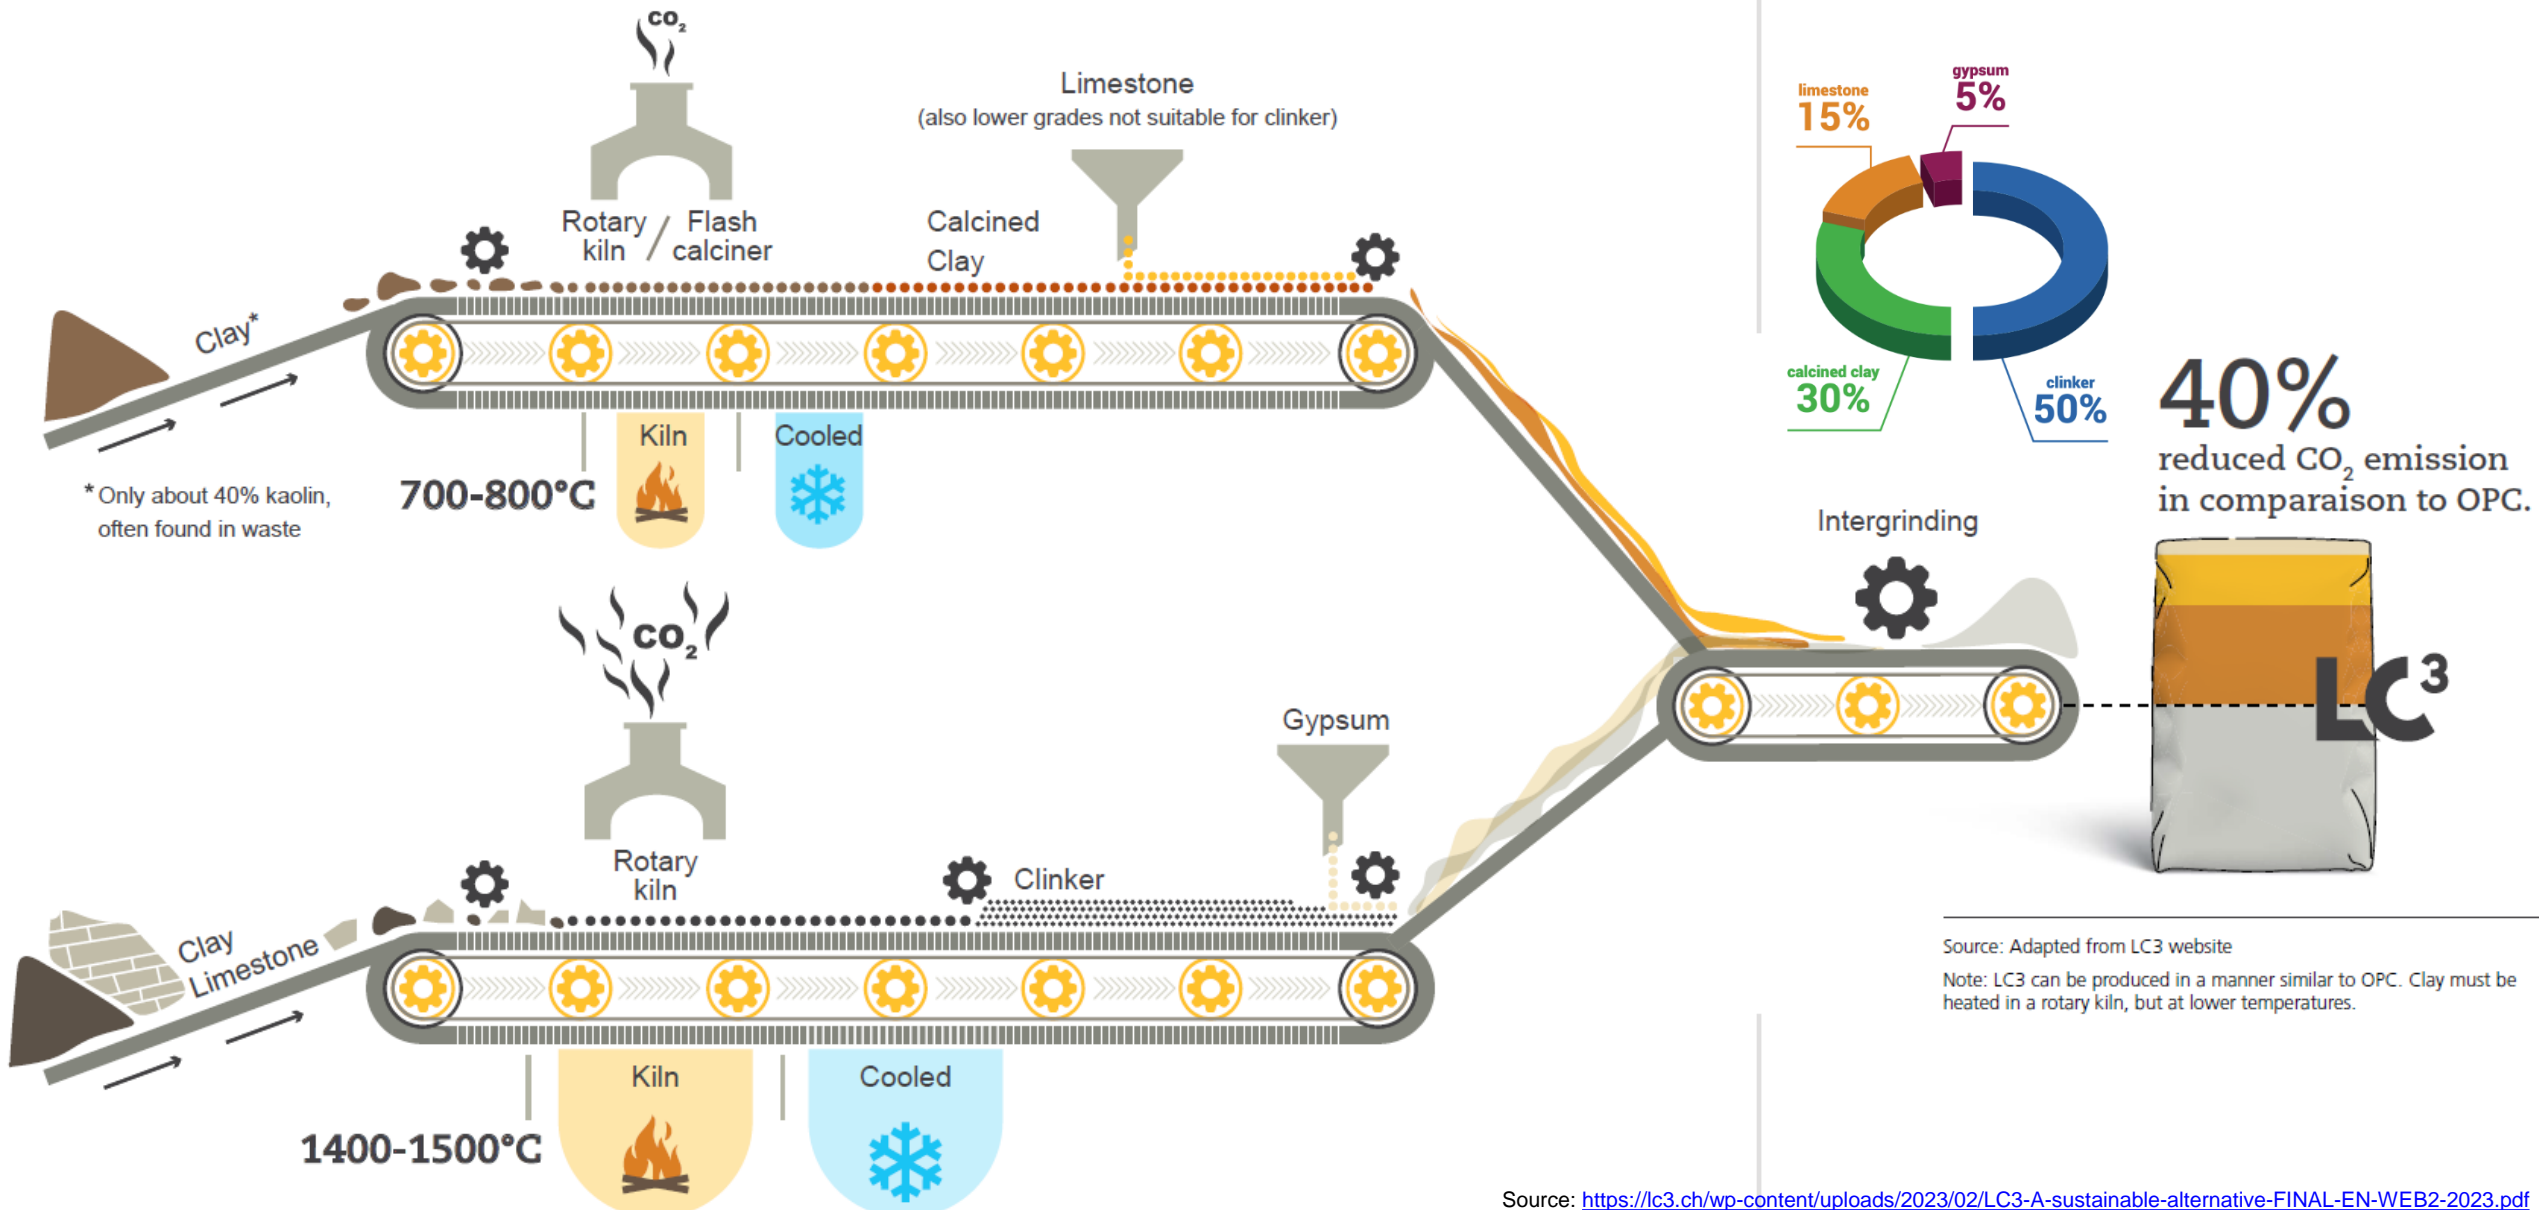 CO2
Limestone
(also lower grades not suitable for clinker)
Rotary kiln / Flash calciner
Calcined
Clay
Clay*
Kiln
Cooled
700-800°C
* Only about 40% kaolin,
often found in waste
limestone
15%
gypsum
5%
calcined clay
30%
clinker
50%
40%
reduced CO2 emission
in comparaison to OPC.
Intergrinding
LC3
CO2
Rotary
kiln
Gypsum
Clinker
Clay
Limestone
Kiln
Cooled
1400-1500°C
Source: Adapted from LC3 website
Note: LC3 can be produced in a manner similar to OPC. Clay must be
heated in a rotary kiln, but at lower temperatures.
Source: https://lc3.ch/wp-content/uploads/2023/02/LC3-A-sustainable-alternative-FINAL-EN-WEB2-2023.pdf